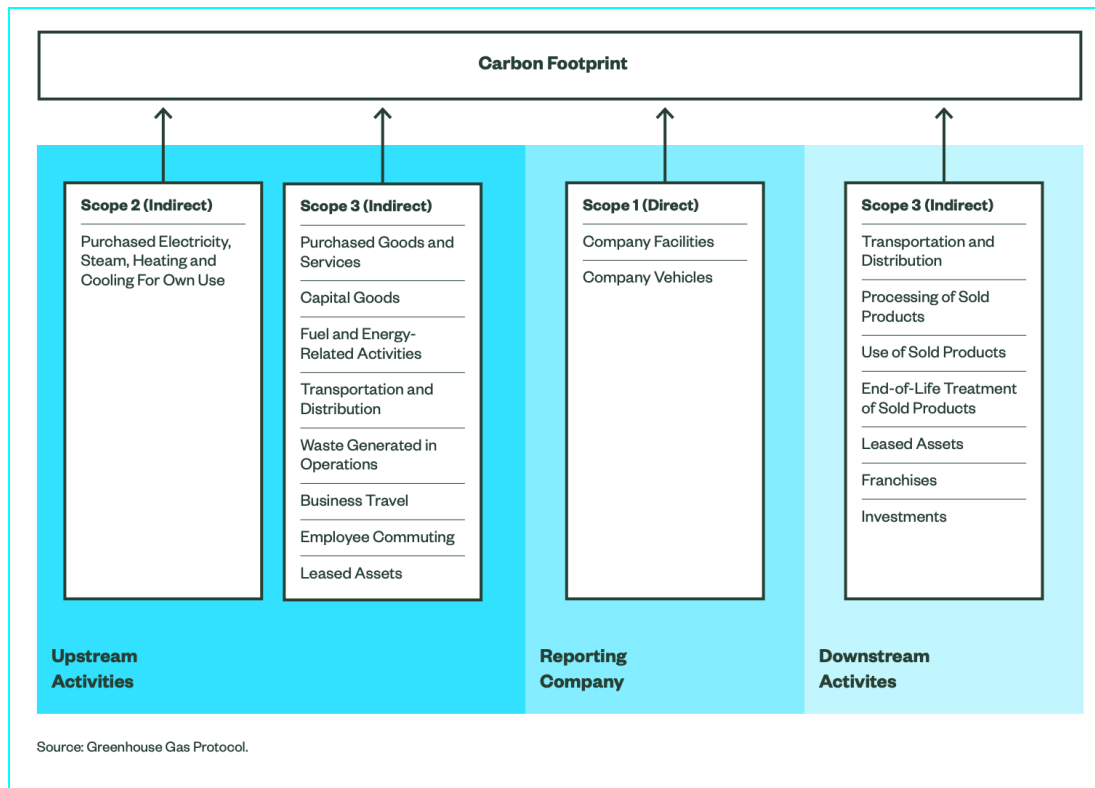 Carbon Footprint
Scope 2 (Indirect)
Purchased Electricity,
Steam, Heating and
Cooling For Own Use
Scope 3 (Indirect)
Purchased Goods and
Services
Capital Goods
Fuel and Energy-
Related Activities
Transportation and
Distribution
Waste Generated in
Operations
Business Travel
Employee Commuting
Leased Assets
Upstream
Activities
Scope 1 (Direct)
Company Facilities
Company Vehicles
Reporting
Company
Scope 3 (Indirect)
Transportation and
Distribution
Processing of Sold
Products
Use of Sold Products
End-of-Life Treatment
of Sold Products
Leased Assets
Franchises
Investments
Downstream
Activites
Source: Greenhouse Gas Protocol.